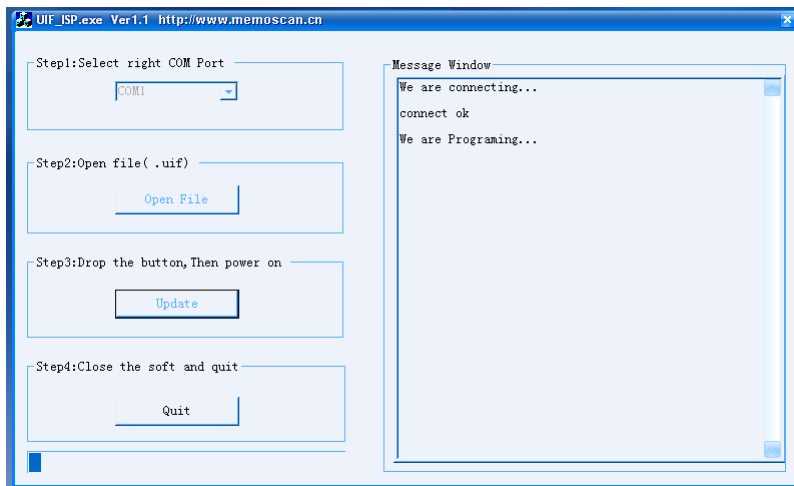 UIF_ISP.exe Ver1.1 http://www.memoscan.cn
Step1:Select right COM Port
COM1
Step2:Open file( .uif)
Open File
Step3:Drop the button,Then power on
Update
Step4:Close the soft and quit
Quit
Message Window
We are connecting...
connect ok
We are Programing...